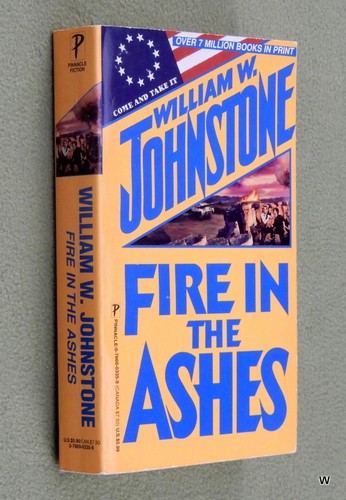 P
PINNACLE
FICTION
WILLIAM W. JOHNSTONE
FIRE IN THE ASHES
OVER 7 MILLION BOOKS IN PRINT
COME AND TAKE IT
WILLIAM W.
JOHNSTONE
FIRE IN
THE
ASHES
W